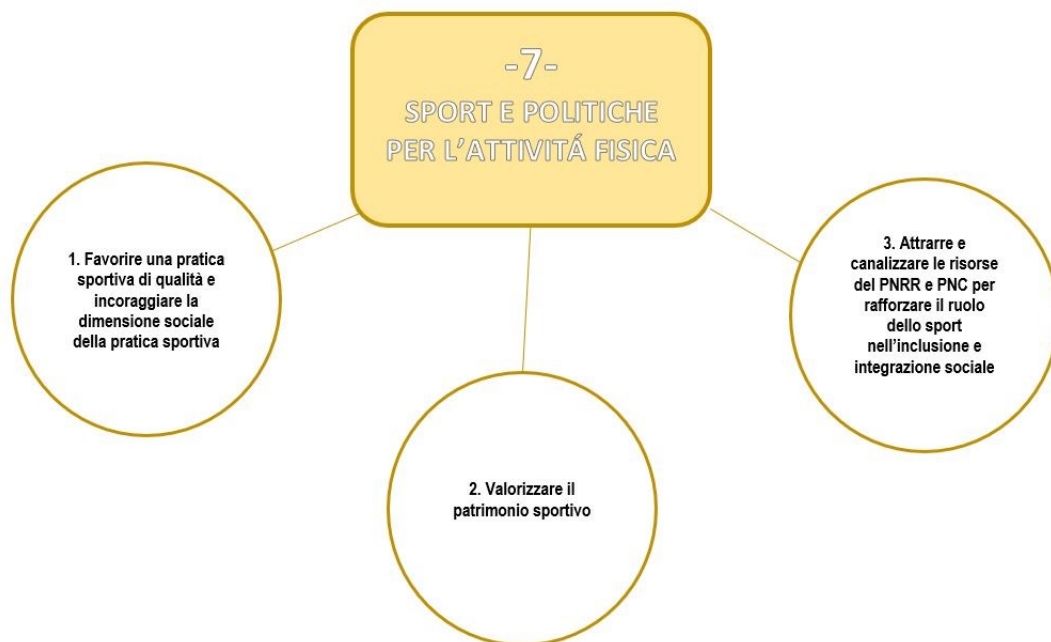 -7-
SPORT E POLITICHE
PER L'ATTIVITÁ FISICA
1. Favorire una pratica
sportiva di qualità e
incoraggiare la
dimensione sociale
della pratica sportiva
2. Valorizzare il
patrimonio sportivo
3. Attrarre e
canalizzare le risorse
del PNRR e PNC per
rafforzare il ruolo
dello sport
nell'inclusione e
integrazione sociale